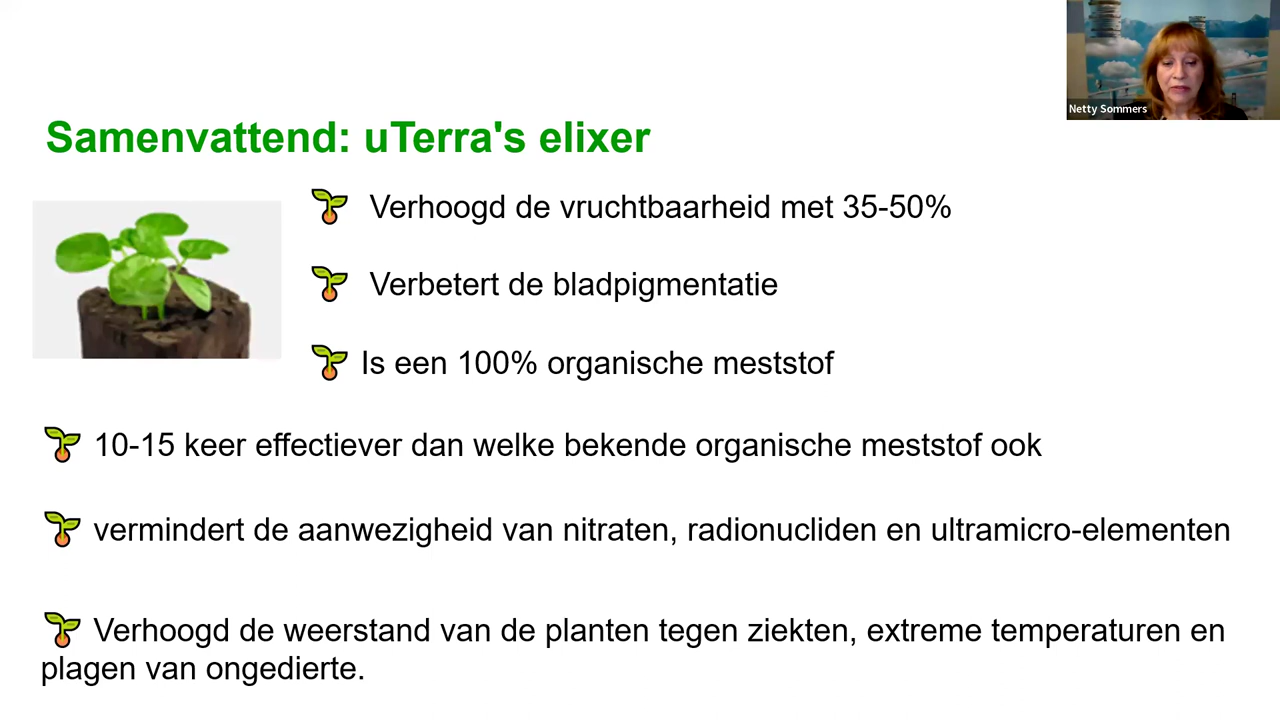 Netty Sommers
Samenvattend: uTerra's elixer
Verhoogd de vruchtbaarheid met 35-50%
Verbetert de bladpigmentatie
Is een 100% organische meststof
10-15 keer effectiever dan welke bekende organische meststof ook
vermindert de aanwezigheid van nitraten, radionucliden en ultramicro-elementen
Verhoogd de weerstand van de planten tegen ziekten, extreme temperaturen en
plagen van ongedierte.